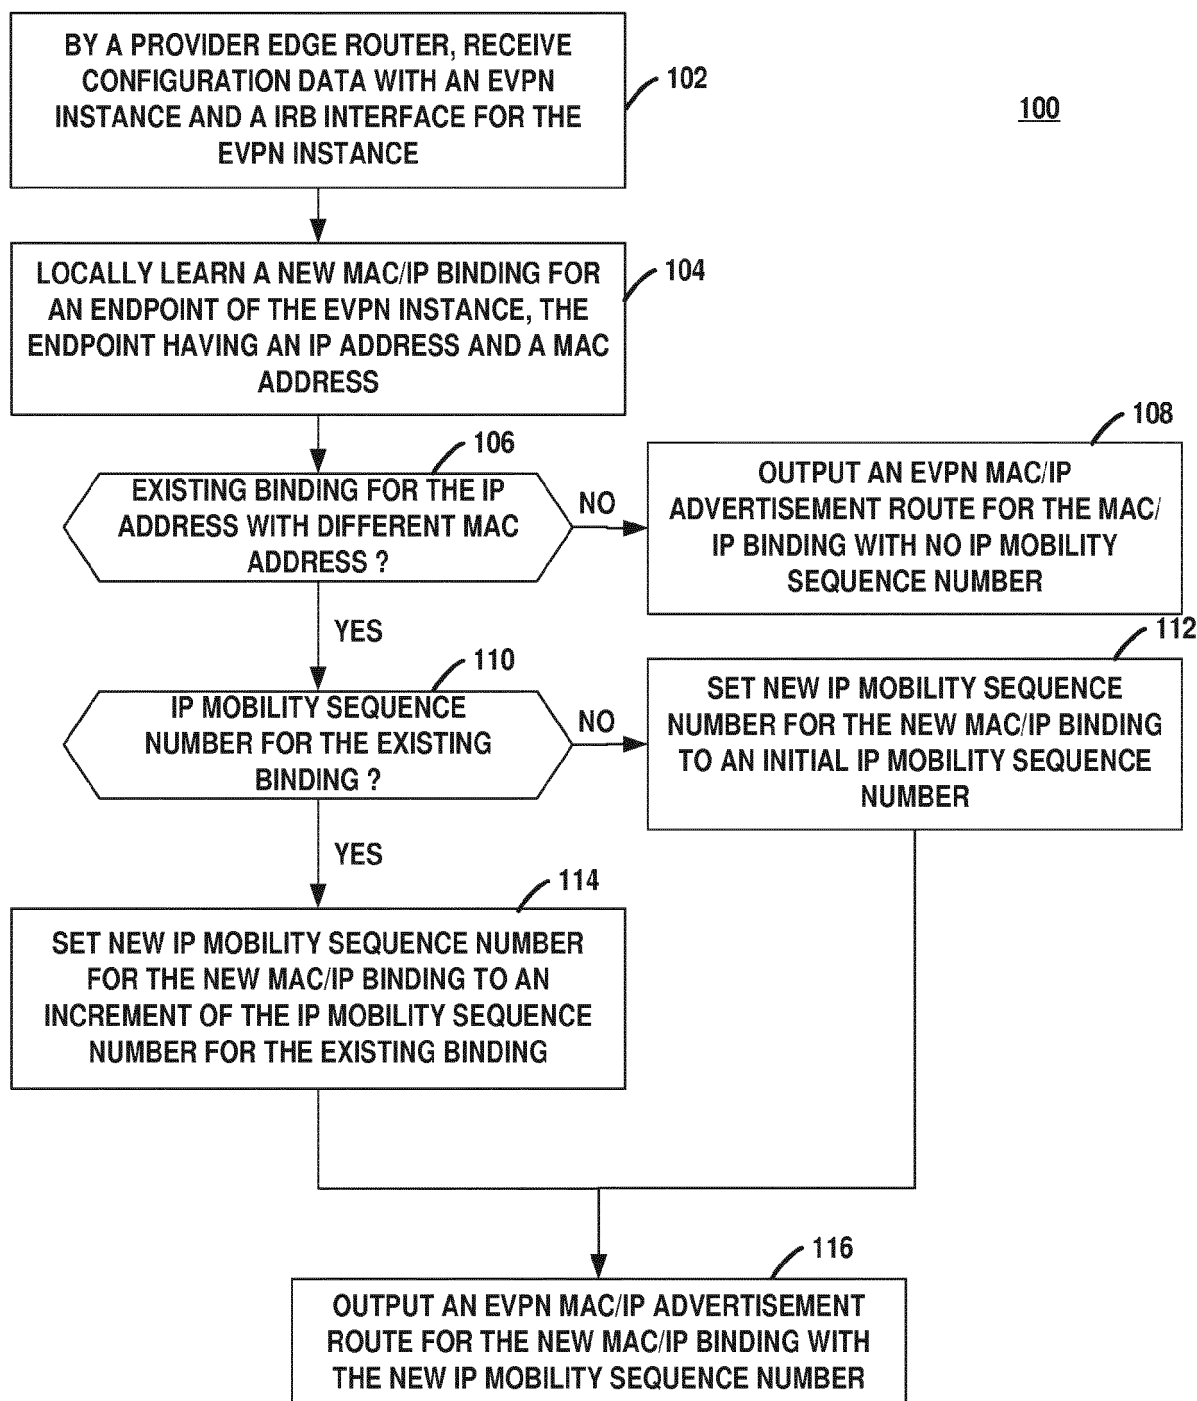 BY A PROVIDER EDGE ROUTER, RECEIVE
CONFIGURATION DATA WITH AN EVPN
INSTANCE AND A IRB INTERFACE FOR THE
EVPN INSTANCE
102
100
LOCALLY LEARN A NEW MAC/IP BINDING FOR
AN ENDPOINT OF THE EVPN INSTANCE, THE
ENDPOINT HAVING AN IP ADDRESS AND A MAC
ADDRESS
104
106
EXISTING BINDING FOR THE IP
ADDRESS WITH DIFFERENT MAC
ADDRESS ?
NO
108
OUTPUT AN EVPN MAC/IP
ADVERTISEMENT ROUTE FOR THE MAC/
IP BINDING WITH NO IP MOBILITY
SEQUENCE NUMBER
YES
110
IP MOBILITY SEQUENCE
NUMBER FOR THE EXISTING
BINDING ?
NO
112
SET NEW IP MOBILITY SEQUENCE
NUMBER FOR THE NEW MAC/IP BINDING
TO AN INITIAL IP MOBILITY SEQUENCE
NUMBER
YES
114
SET NEW IP MOBILITY SEQUENCE NUMBER
FOR THE NEW MAC/IP BINDING TO AN
INCREMENT OF THE IP MOBILITY SEQUENCE
NUMBER FOR THE EXISTING BINDING
116
OUTPUT AN EVPN MAC/IP ADVERTISEMENT
ROUTE FOR THE NEW MAC/IP BINDING WITH
THE NEW IP MOBILITY SEQUENCE NUMBER